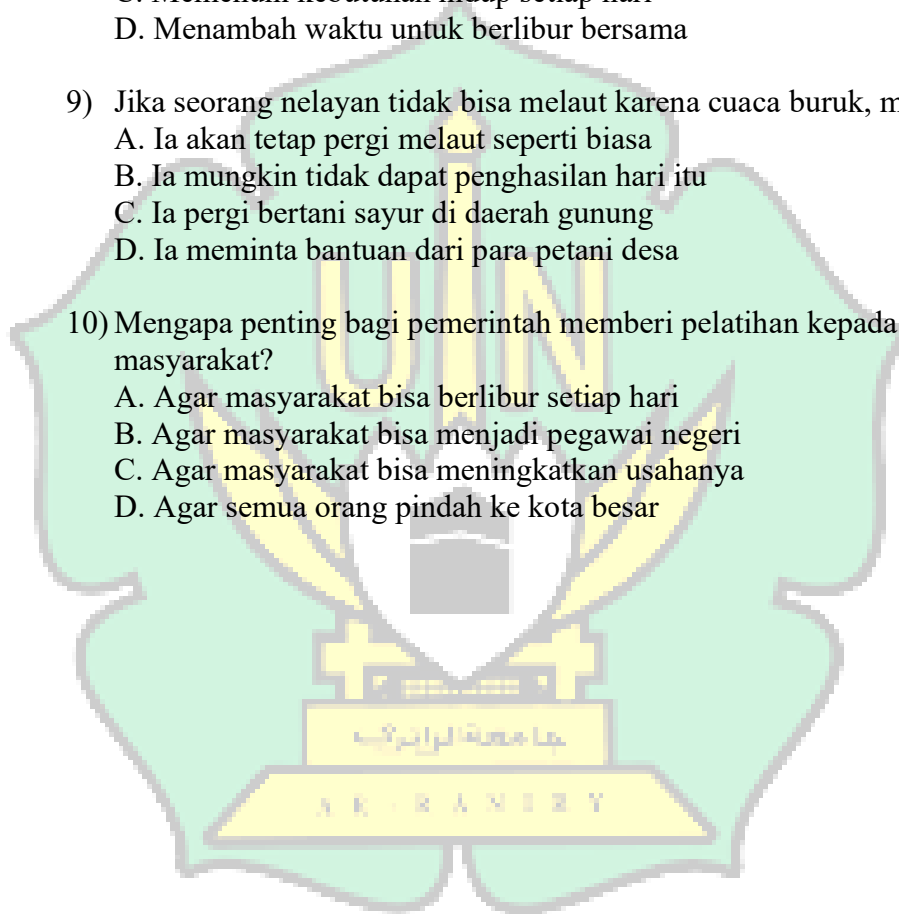 D. Menambah waktu untuk berlibur bersama
9) Jika seorang nelayan tidak bisa melaut karena cuaca buruk,
A. Ia akan tetap pergi melaut seperti biasa
B. Ia mungkin tidak dapat penghasilan hari itu
C. Ia pergi bertani sayur di daerah gunung
D. Ia meminta bantuan dari para petani desa
10) Mengapa penting bagi pemerintah memberi pelatihan kepada
masyarakat?
A. Agar masyarakat bisa berlibur setiap hari
B. Agar masyarakat bisa menjadi pegawai negeri
C. Agar masyarakat bisa meningkatkan usahanya
D. Agar semua orang pindah ke kota besar
UIN
A R - R A N I R Y